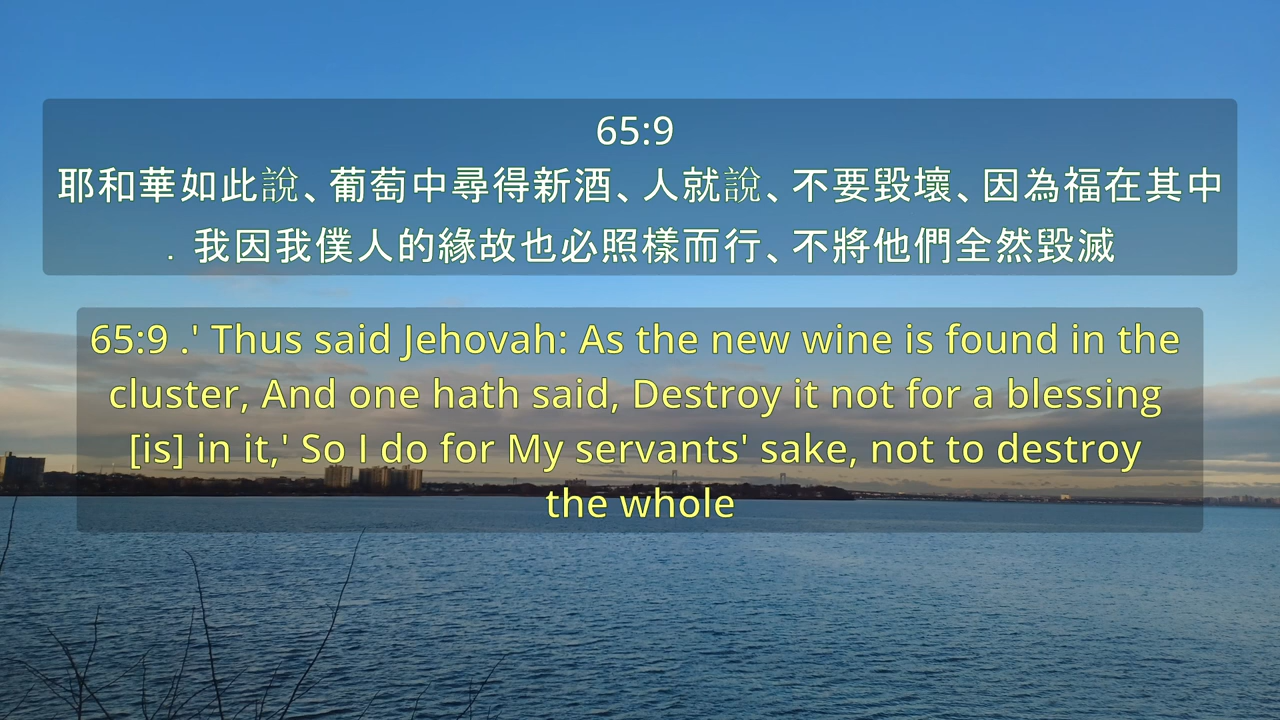 65:9
耶和華如此說、葡萄中尋得新酒、人就說、不要毀壞、因為福在其中
. 我因我僕人的緣故也必照樣而行、不將他們全然毀滅
65:9 .' Thus said Jehovah: As the new wine is found in the
cluster, And one hath said, Destroy it not for a blessing
[is] in it,' So I do for My servants' sake, not to destroy
the whole